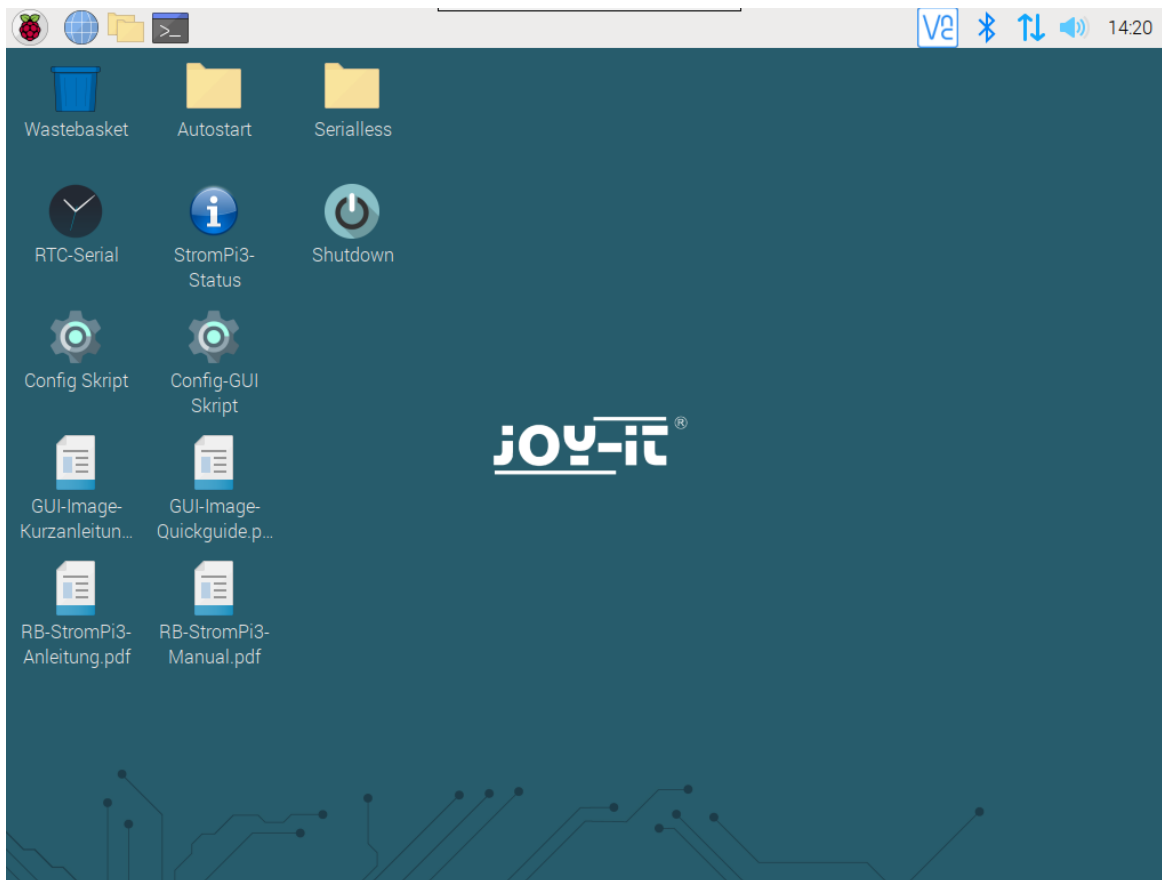 >_
V2
14:20
Wastebasket
Autostart
Serialless
RTC-Serial
StromPi3-
Status
Shutdown
Config Skript
Config-GUI
Skript
JOY-iT®
GUI-Image-
Kurzanleitun...
GUI-Image-
Quickguide.p...
RB-StromPi3-
Anleitung.pdf
RB-StromPi3-
Manual.pdf